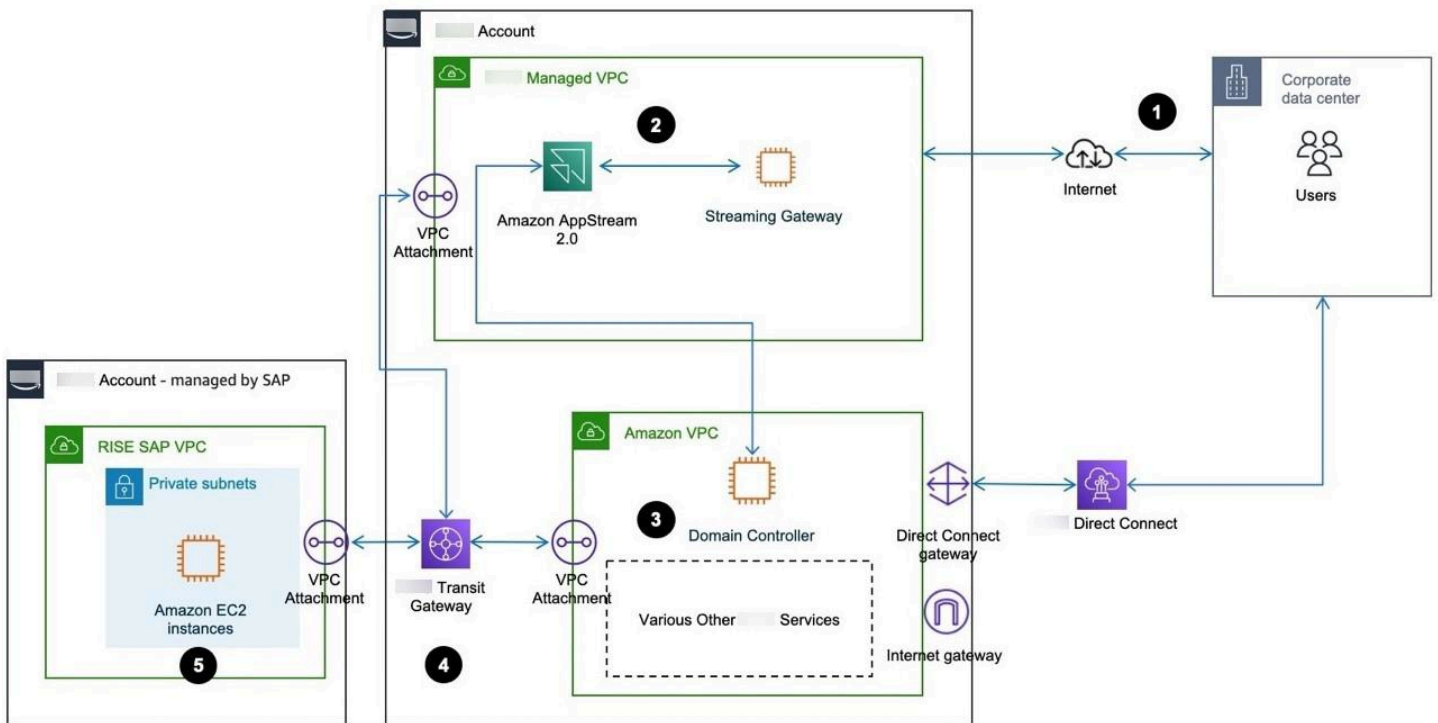 Account
Managed VPC
2
1
Corporate
data center
Users
Internet
Amazon AppStream
2.0
Streaming Gateway
VPC
Attachment
Account - managed by SAP
RISE SAP VPC
Private subnets
Amazon EC2
instances
5
VPC
Attachment
Transit
Gateway
4
VPC
Attachment
Amazon VPC
3
Domain Controller
Various Other Services
Direct Connect
gateway
Direct Connect
Internet gateway